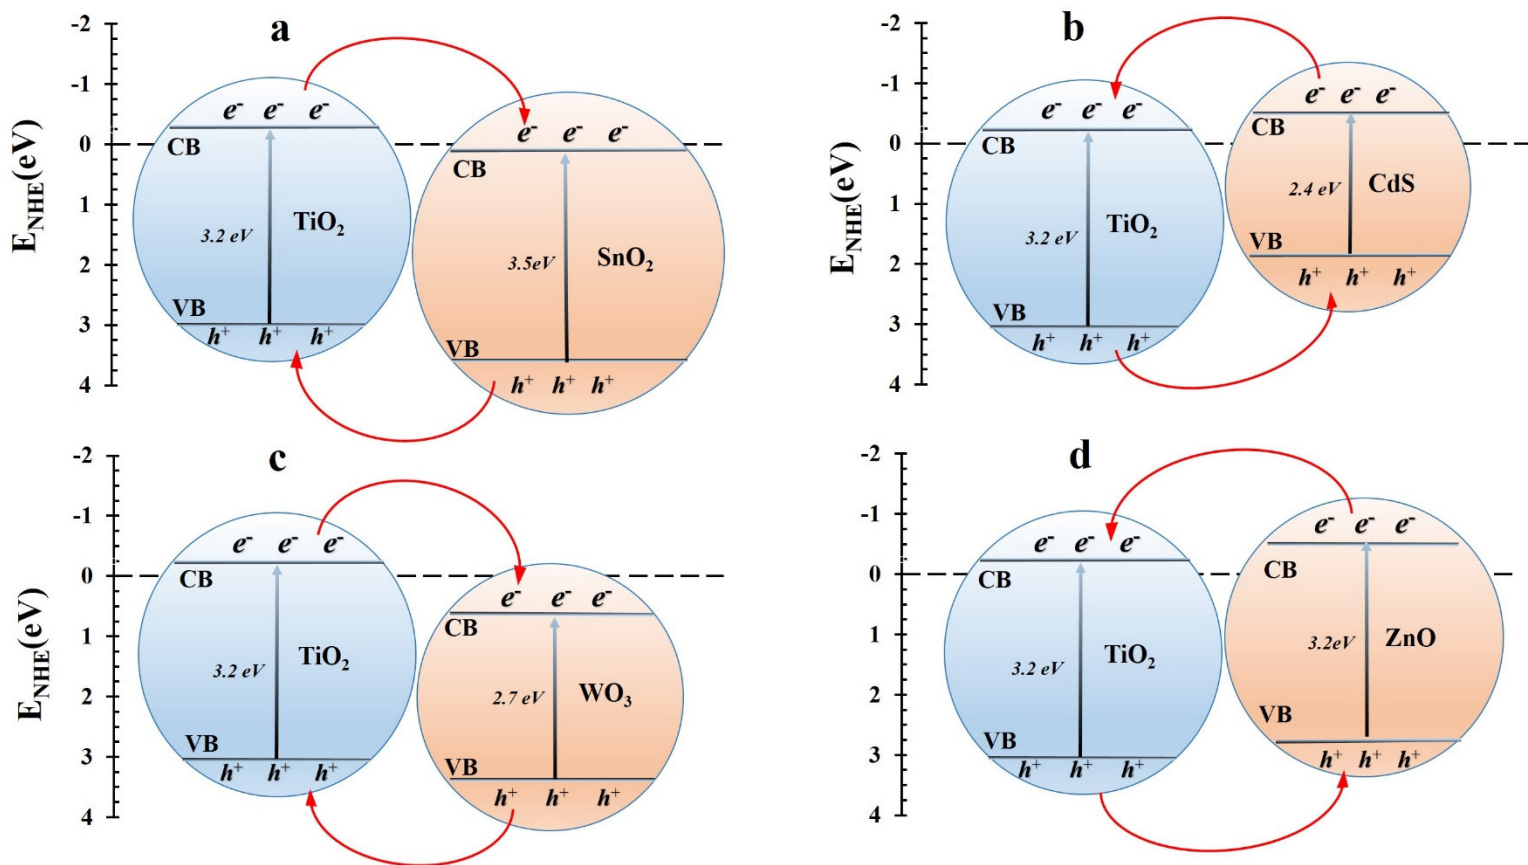 a
E_NHE(eV)
-2
-1
0
1
2
3
4
e- e- e-
CB
3.2 eV
TiO₂
VB
h⁺ h⁺ h⁺
e- e- e-
CB
3.5eV
SnO₂
VB
h⁺ h⁺ h⁺
b
E_NHE(eV)
-2
-1
0
1
2
3
4
e- e- e-
CB
3.2 eV
TiO₂
VB
h⁺ h⁺ h⁺
e- e- e-
CB
2.4 eV
CdS
VB
h⁺ h⁺ h⁺
c
E_NHE(eV)
-2
-1
0
1
2
3
4
e- e- e-
CB
3.2 eV
TiO₂
VB
h⁺ h⁺ h⁺
e- e- e-
CB
2.7 eV
WO₃
VB
h⁺ h⁺ h⁺
d
-2
-1
0
1
2
3
4
e- e- e-
CB
3.2 eV
TiO₂
VB
h⁺ h⁺ h⁺
e- e- e-
CB
3.2eV
ZnO
VB
h⁺ h⁺ h⁺